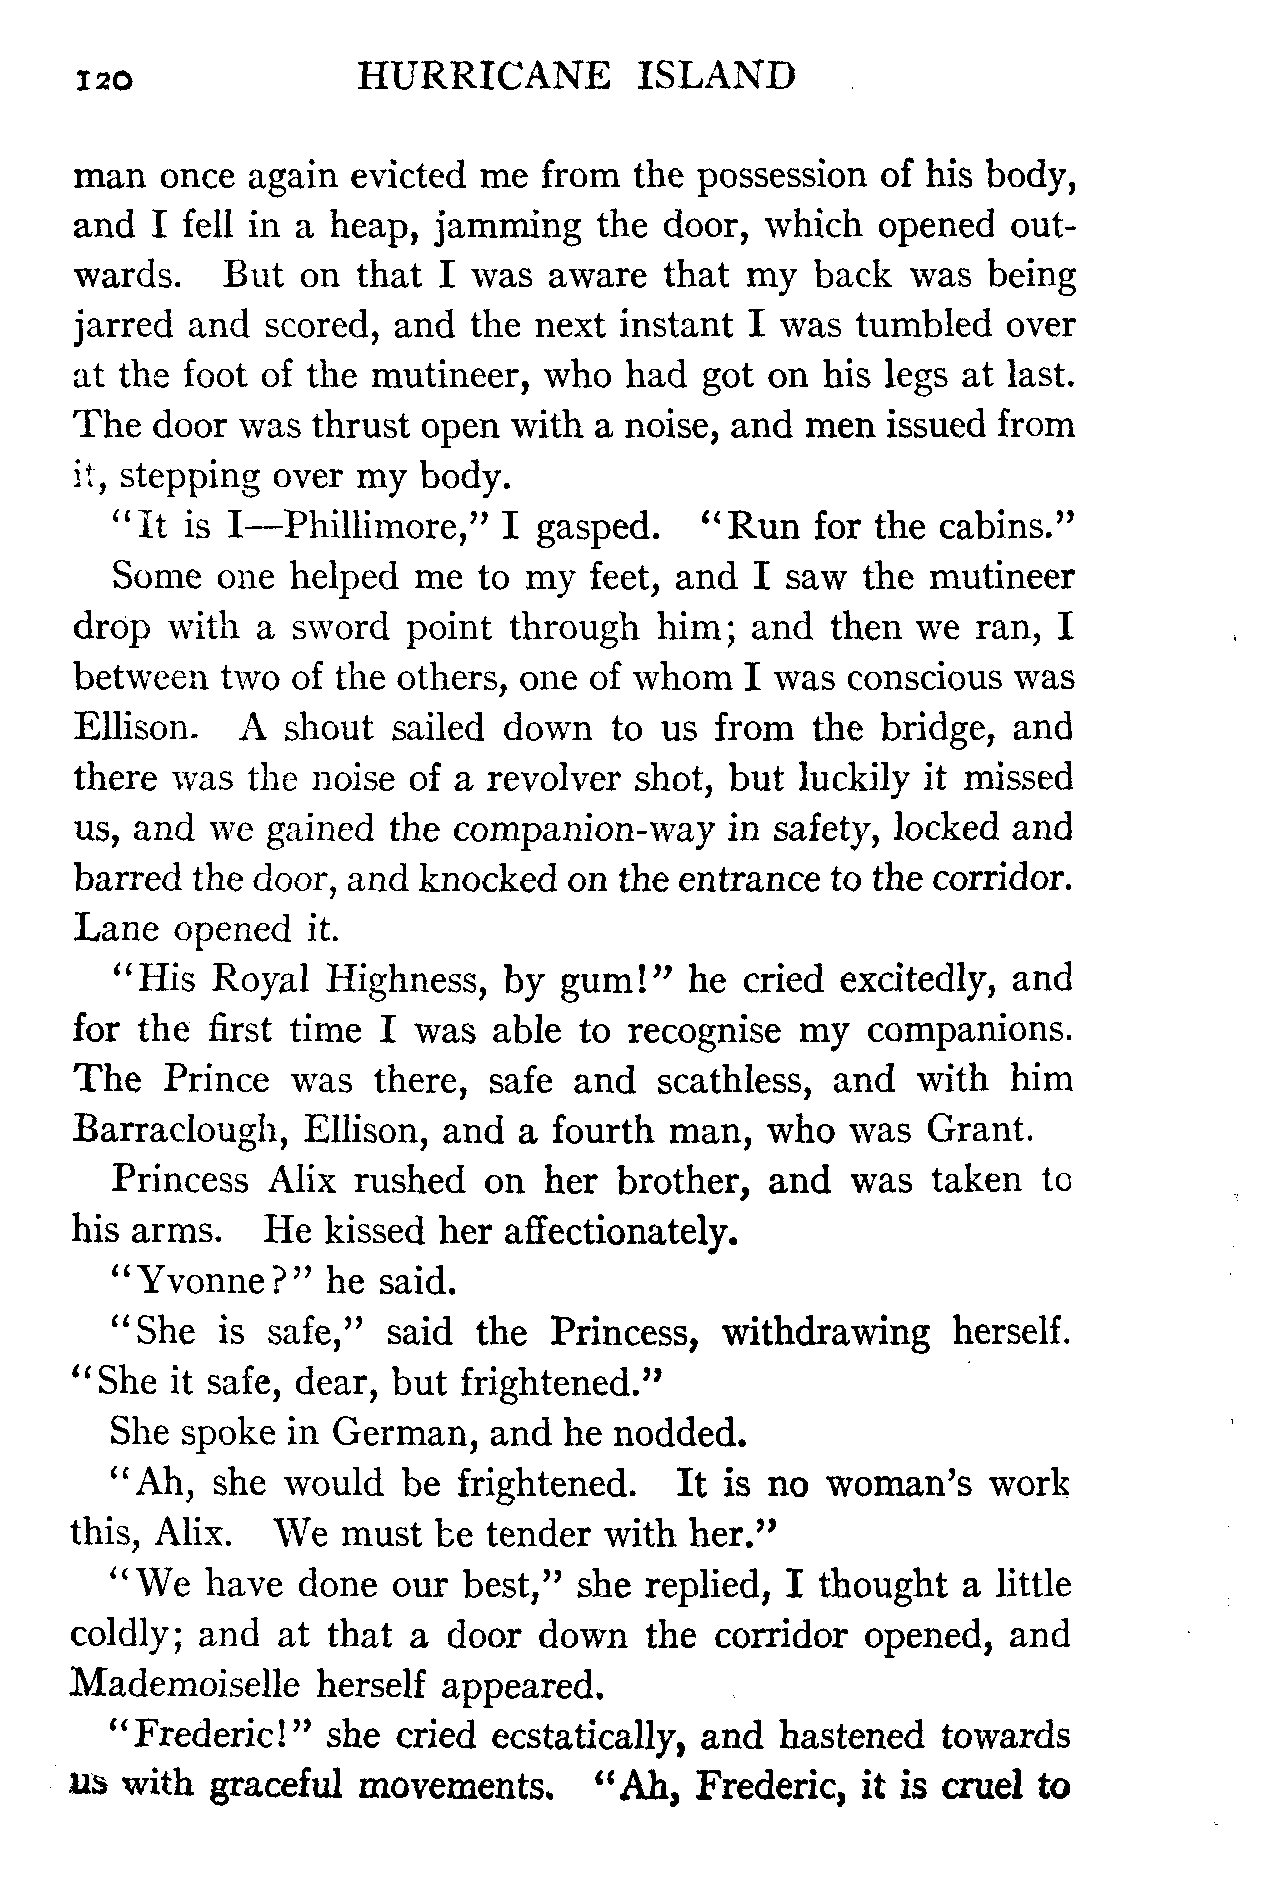 120 HURRICANE ISLAND
man once again evicted me from the possession of his body,
and I fell in a heap, jamming the door, which opened out-
wards. But on that I was aware that my back was being
jarred and scored, and the next instant I was tumbled over
at the foot of the mutineer, who had got on his legs at last.
The door was thrust open with a noise, and men issued from
it, stepping over my body.
"It is I—Phillimore," I gasped. "Run for the cabins."
Some one helped me to my feet, and I saw the mutineer
drop with a sword point through him; and then we ran, I
between two of the others, one of whom I was conscious was
Ellison. A shout sailed down to us from the bridge, and
there was the noise of a revolver shot, but luckily it missed
us, and we gained the companion-way in safety, locked and
barred the door, and knocked on the entrance to the corridor.
Lane opened it.
"His Royal Highness, by gum!" he cried excitedly, and
for the first time I was able to recognise my companions.
The Prince was there, safe and scathless, and with him
Barraclough, Ellison, and a fourth man, who was Grant.
Princess Alix rushed on her brother, and was taken to
his arms. He kissed her affectionately.
"Yvonne?" he said.
"She is safe," said the Princess, withdrawing herself.
"She it safe, dear, but frightened."
She spoke in German, and he nodded.
"Ah, she would be frightened. It is no woman's work
this, Alix. We must be tender with her."
"We have done our best," she replied, I thought a little
coldly; and at that a door down the corridor opened, and
Mademoiselle herself appeared.
"Frederic!" she cried ecstatically, and hastened towards
us with graceful movements. "Ah, Frederic, it is cruel to